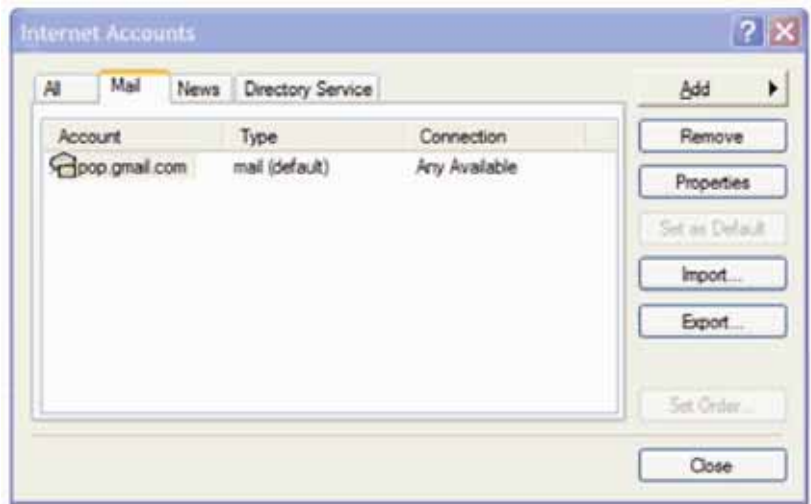 Internet Accounts
All Mail News Directory Service
Add
Account Type Connection
Remove
pop.gmail.com mail (default) Any Available
Properties
Set as Default
Import...
Export...
Set Order...
Close